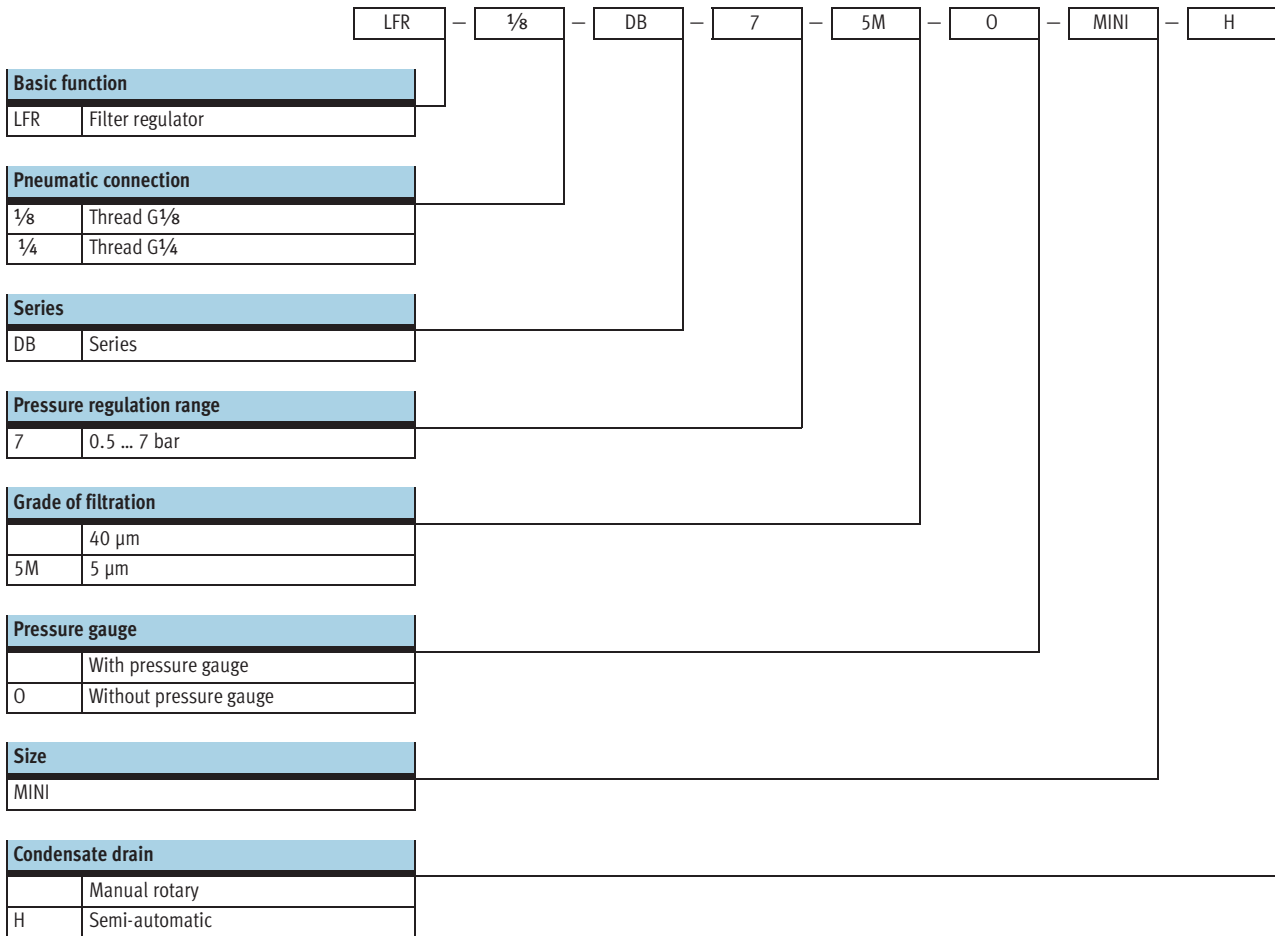 LFR – ⅛ – DB – 7 – 5M – O – MINI – H
Basic function
LFR Filter regulator
Pneumatic connection
⅛ Thread G⅛
¼ Thread G¼
Series
DB Series
Pressure regulation range
7 0.5 ... 7 bar
Grade of filtration
40 µm
5M 5 µm
Pressure gauge
With pressure gauge
O Without pressure gauge
Size
MINI
Condensate drain
Manual rotary
H Semi-automatic